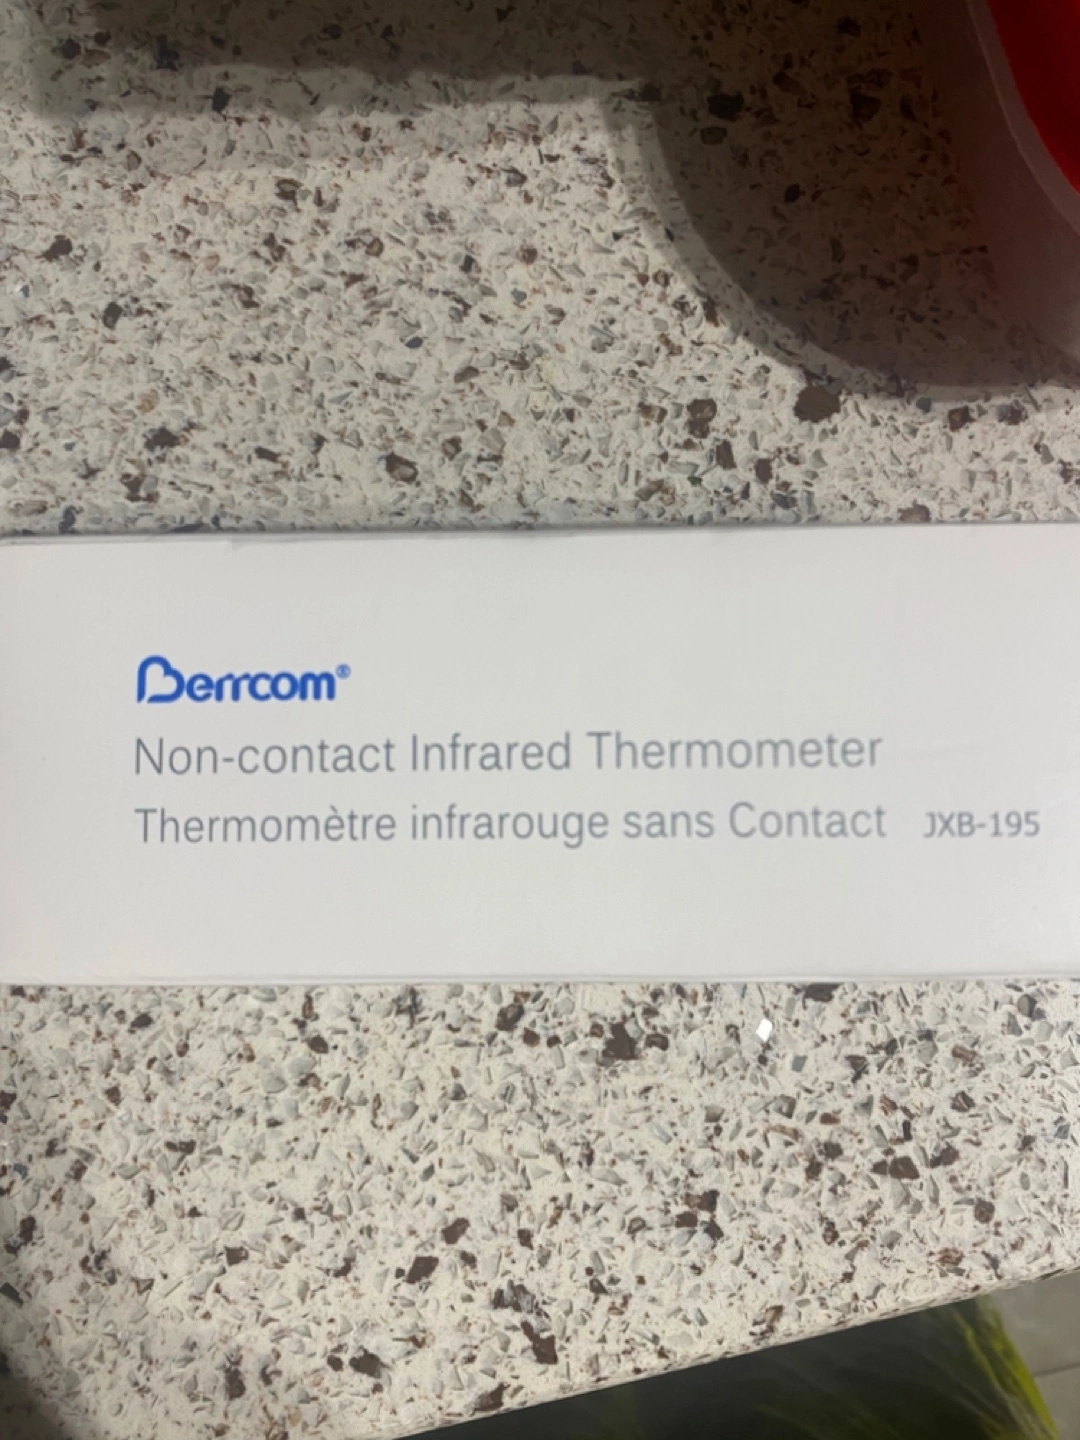 Berrcom®
Non-contact Infrared Thermometer
Thermomètre infrarouge sans Contact JXB-195